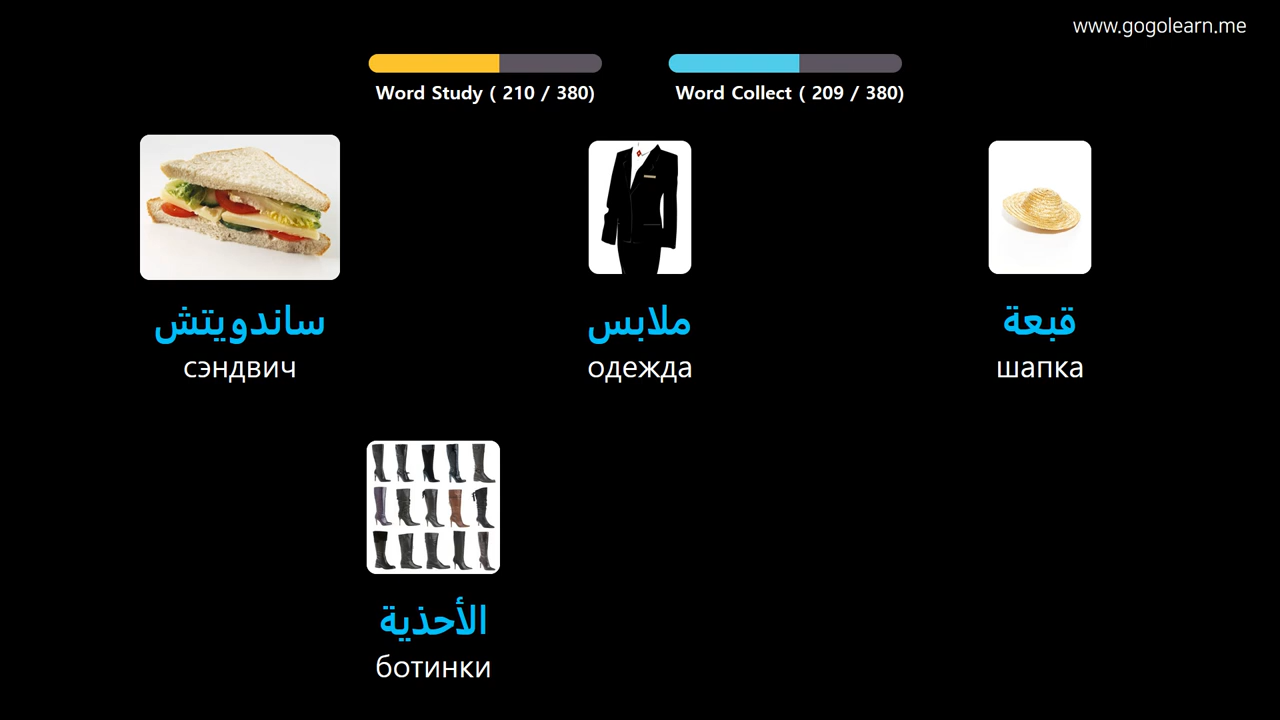 www.gogolearn.me
Word Study ( 210 / 380)
Word Collect ( 209 / 380)
ساندويتش
сэндвич
ملابس
одежда
قبعة
шапка
الأحذية
ботинки